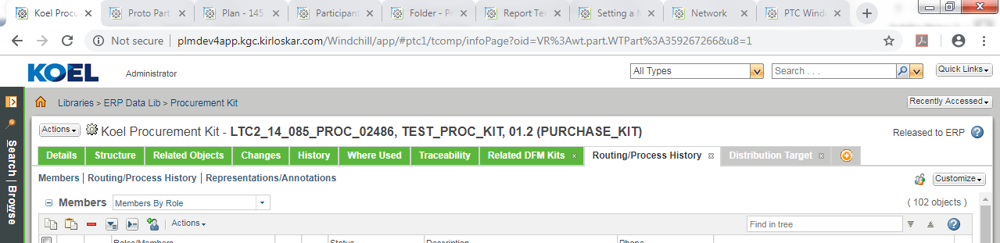 Koel Procu
Proto Part
Plan - 145
Participant
Folder - Pr
Report Ter
Setting a M
Network
PTC Wind
Not secure | plmdev4app.kgc.kirloskar.com/Windchill/app/#ptc1/tcomp/infoPage?oid=VR%3Awt.part.WTPart%3A359267266&u8=1
KOEL Administrator All Types Search . . . Quick Links
Libraries > ERP Data Lib > Procurement Kit Recently Accessed
Actions Koel Procurement Kit - LTC2_14_085_PROC_02486, TEST_PROC_KIT, 01.2 (PURCHASE_KIT) Released to ERP
Details Structure Related Objects Changes History Where Used Traceability Related DFM Kits Routing/Process History Distribution Target
Search | Browse
Members | Routing/Process History | Representations/Annotations Customize
Members Members By Role ( 102 objects )
Actions Find in tree
Roles/Members Status Description Phone